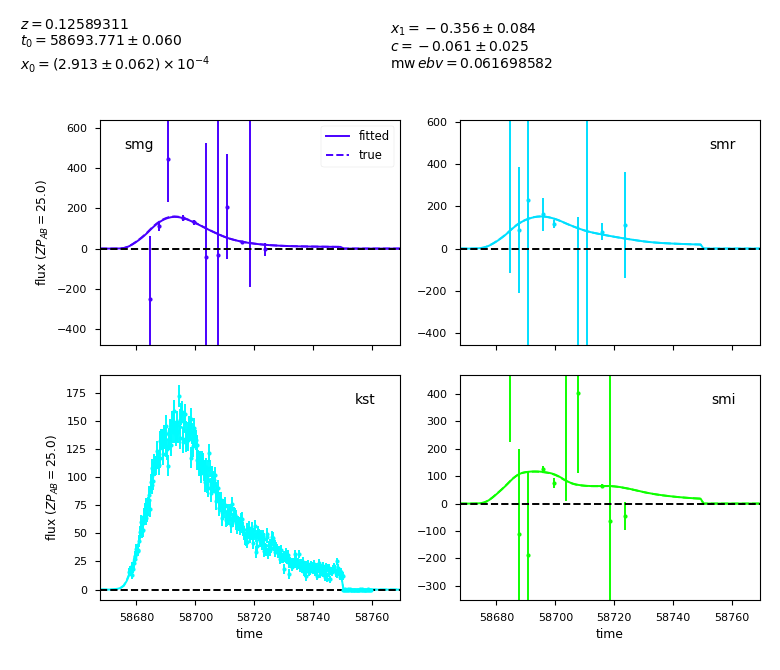 z = 0.12589311
t₀ = 58693.771 ± 0.060
x₀ = (2.913 ± 0.062) × 10⁻⁴
x₁ = −0.356 ± 0.084
c = −0.061 ± 0.025
mw ebv = 0.061698582
smg
fitted
true
600
400
200
0
−200
−400
flux (ZP_AB = 25.0)
smr
600
400
200
0
−200
−400
kst
175
150
125
100
75
50
25
0
flux (ZP_AB = 25.0)
58680 58700 58720 58740 58760
time
smi
400
300
200
100
0
−100
−200
−300
58680 58700 58720 58740 58760
time